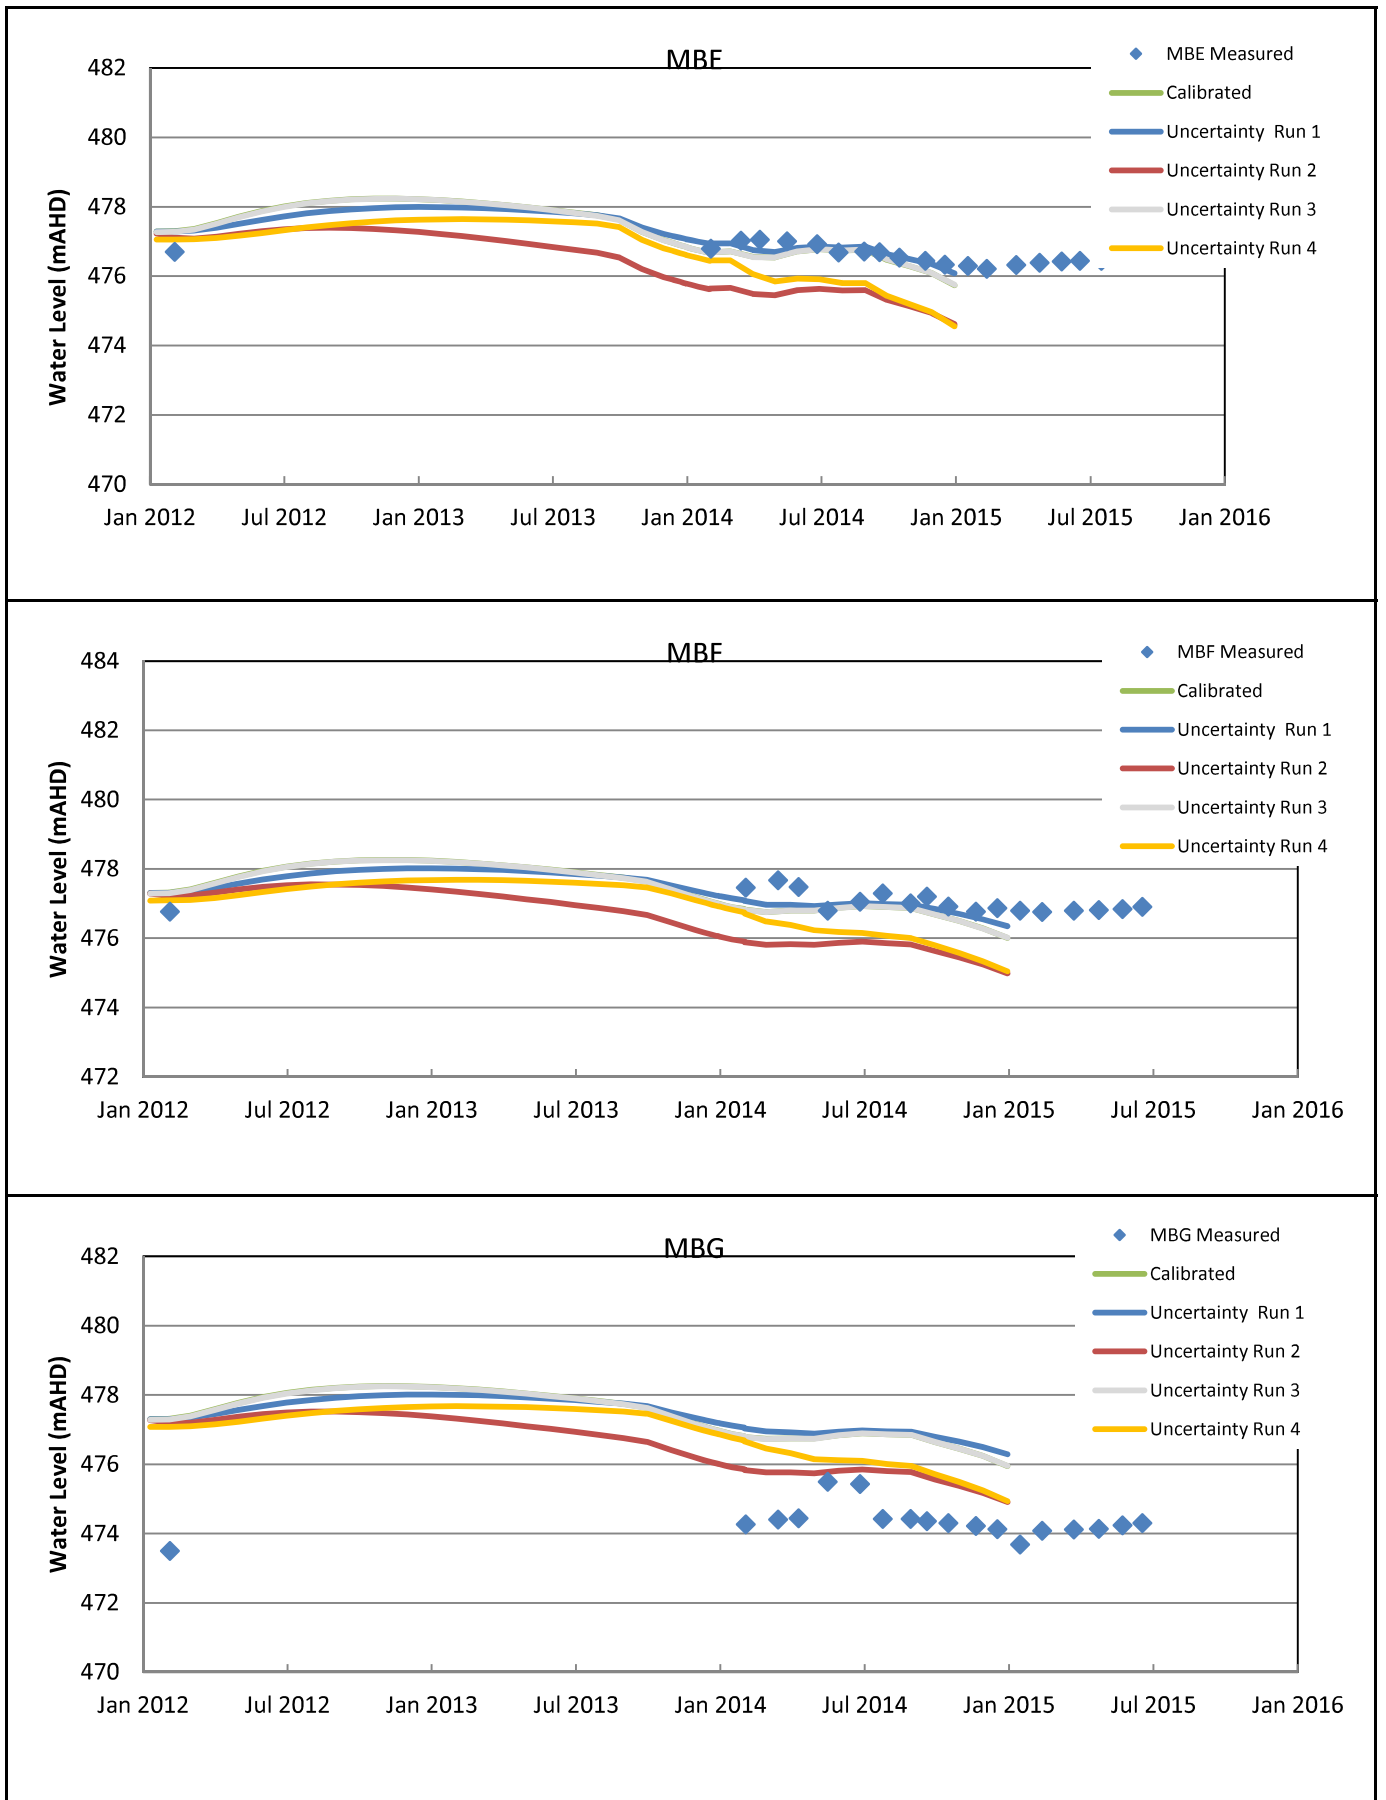 MBE
482
480
478
476
474
472
470
Water Level (mAHD)
Jan 2012 Jul 2012 Jan 2013 Jul 2013 Jan 2014 Jul 2014 Jan 2015 Jul 2015 Jan 2016
MBE Measured
Calibrated
Uncertainty Run 1
Uncertainty Run 2
Uncertainty Run 3
Uncertainty Run 4
MBF
484
482
480
478
476
474
472
Water Level (mAHD)
Jan 2012 Jul 2012 Jan 2013 Jul 2013 Jan 2014 Jul 2014 Jan 2015 Jul 2015 Jan 2016
MBF Measured
Calibrated
Uncertainty Run 1
Uncertainty Run 2
Uncertainty Run 3
Uncertainty Run 4
MBG
482
480
478
476
474
472
470
Water Level (mAHD)
Jan 2012 Jul 2012 Jan 2013 Jul 2013 Jan 2014 Jul 2014 Jan 2015 Jul 2015 Jan 2016
MBG Measured
Calibrated
Uncertainty Run 1
Uncertainty Run 2
Uncertainty Run 3
Uncertainty Run 4